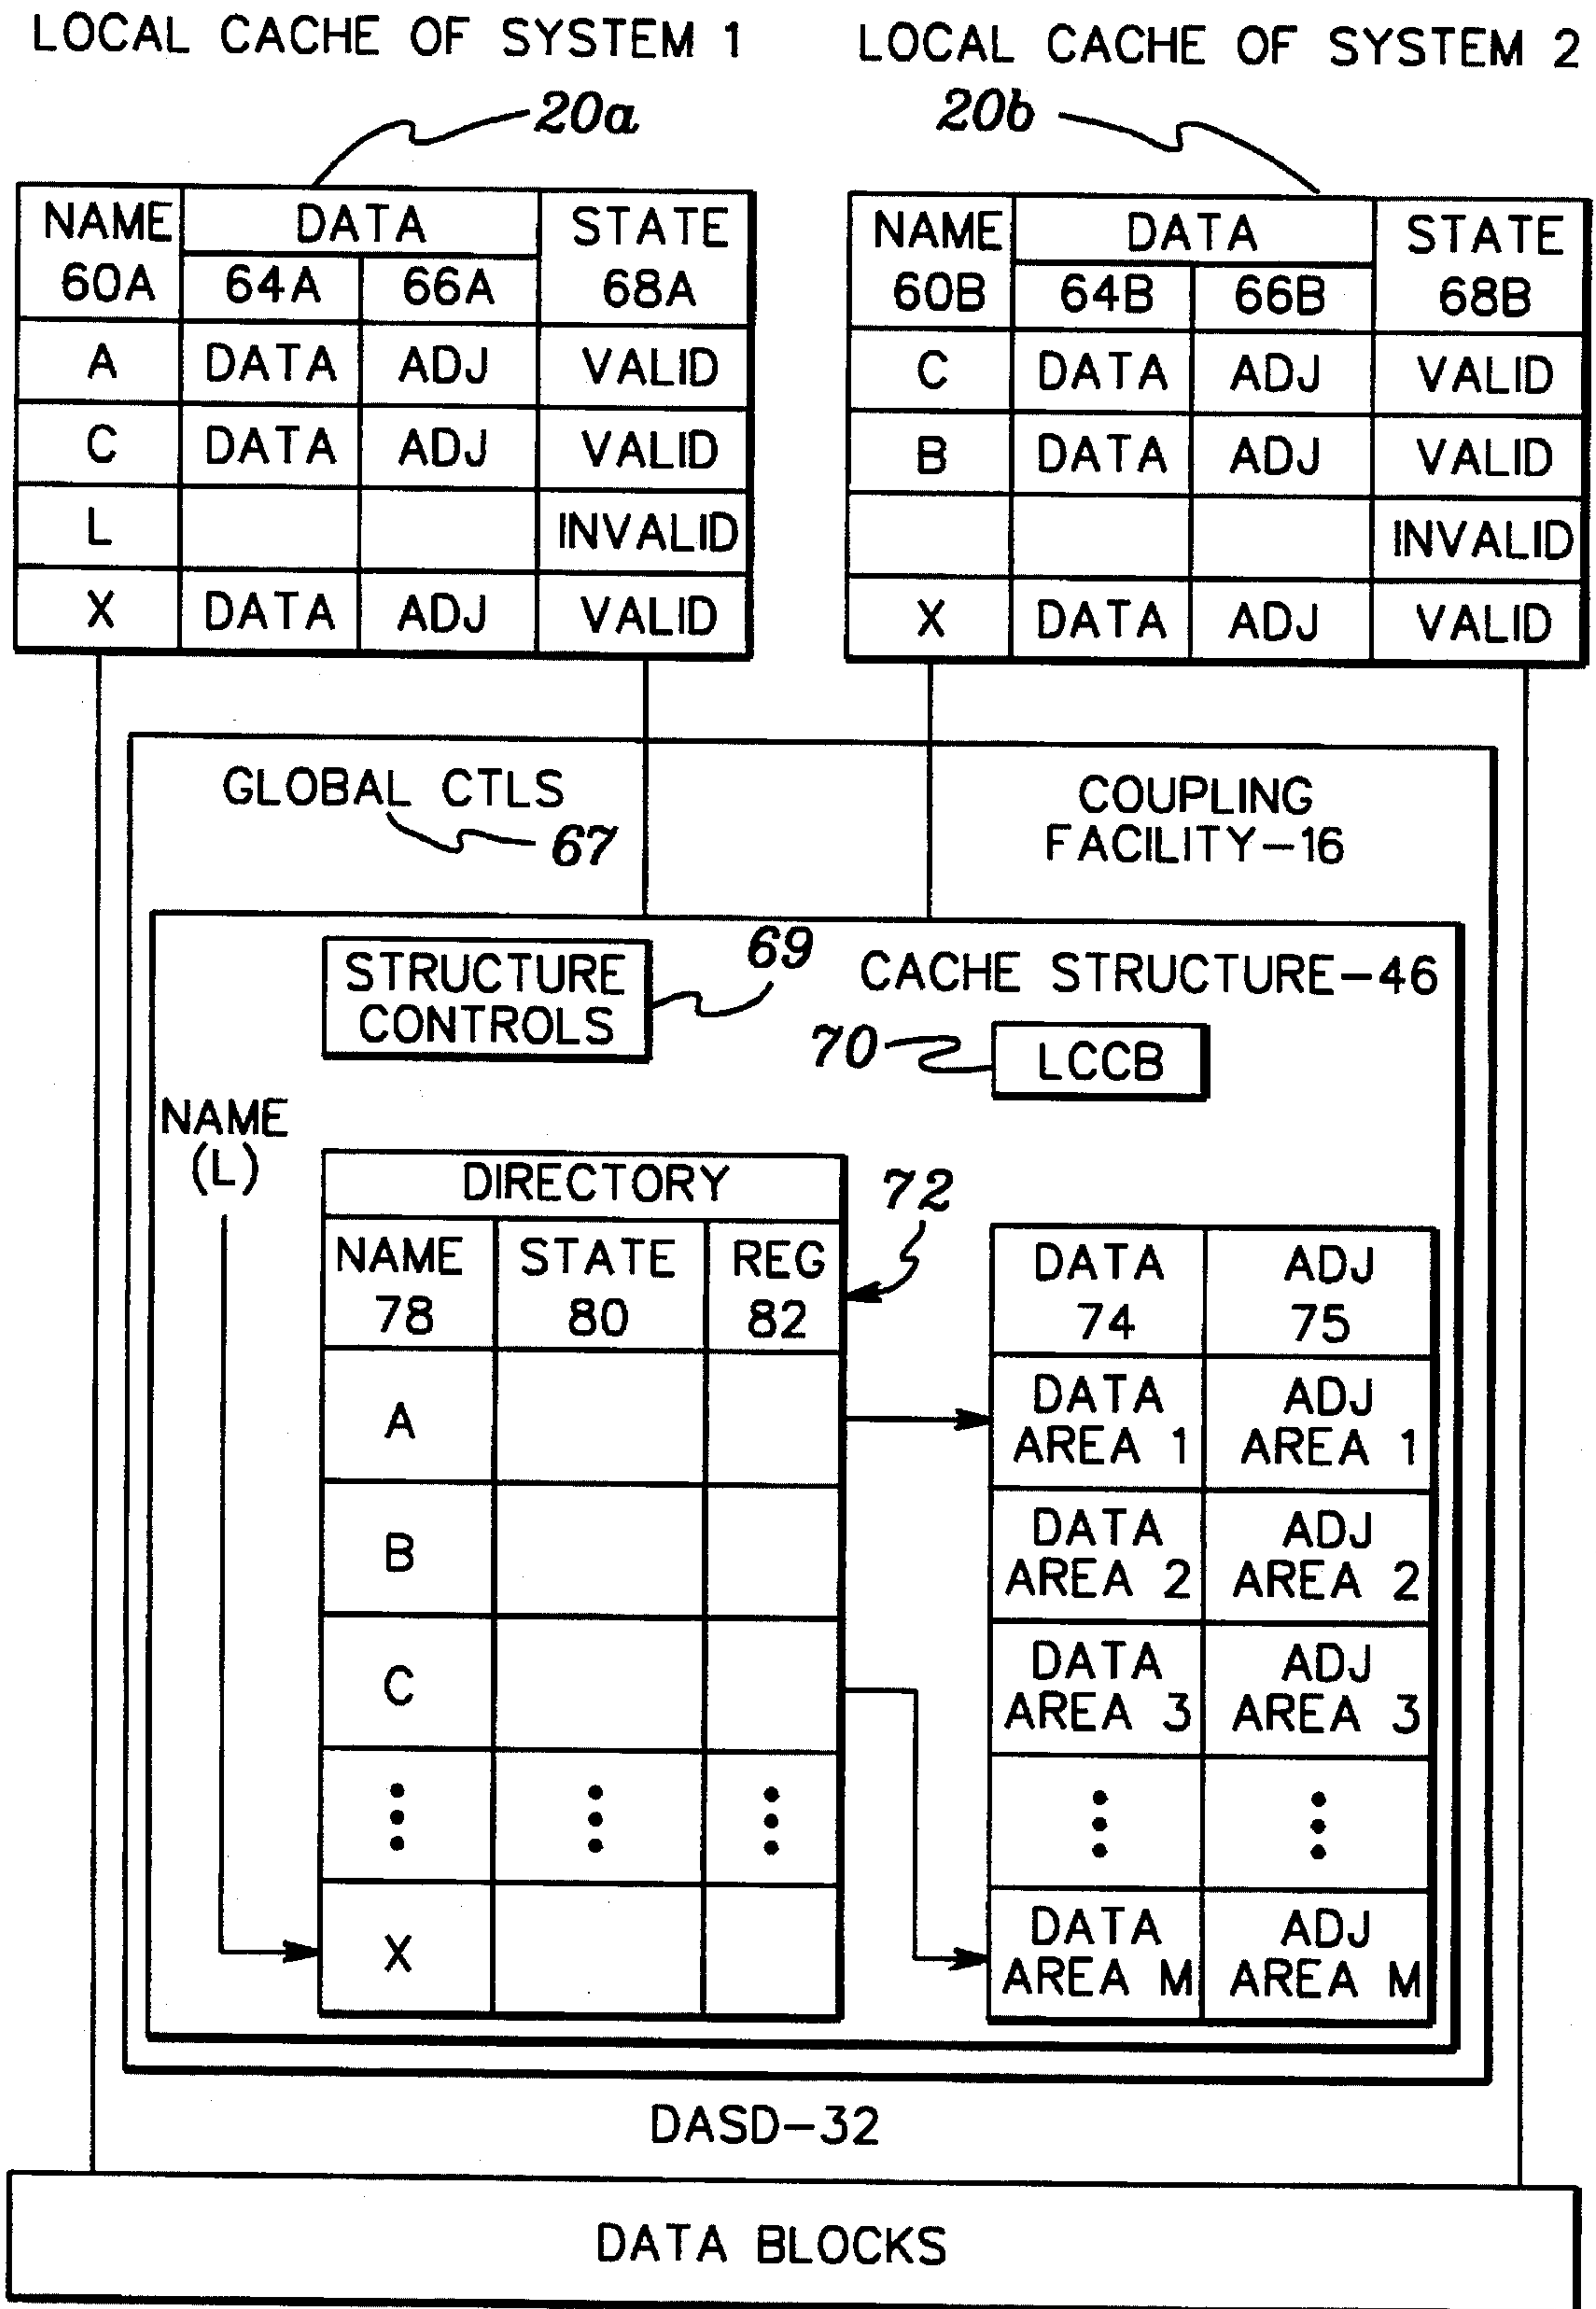 LOCAL CACHE OF SYSTEM 1
LOCAL CACHE OF SYSTEM 2
20a
20b
NAME DATA STATE
60A 64A 66A 68A
A DATA ADJ VALID
C DATA ADJ VALID
L INVALID
X DATA ADJ VALID
NAME DATA STATE
60B 64B 66B 68B
C DATA ADJ VALID
B DATA ADJ VALID
INVALID
X DATA ADJ VALID
GLOBAL CTLS
67
COUPLING
FACILITY-16
STRUCTURE
CONTROLS
69
CACHE STRUCTURE-46
70
LCCB
NAME
(L)
DIRECTORY
72
NAME STATE REG
78 80 82
A
B
C
X
DATA ADJ
74 75
DATA ADJ
AREA 1 AREA 1
DATA ADJ
AREA 2 AREA 2
DATA ADJ
AREA 3 AREA 3
DATA ADJ
AREA M AREA M
DASD-32
DATA BLOCKS